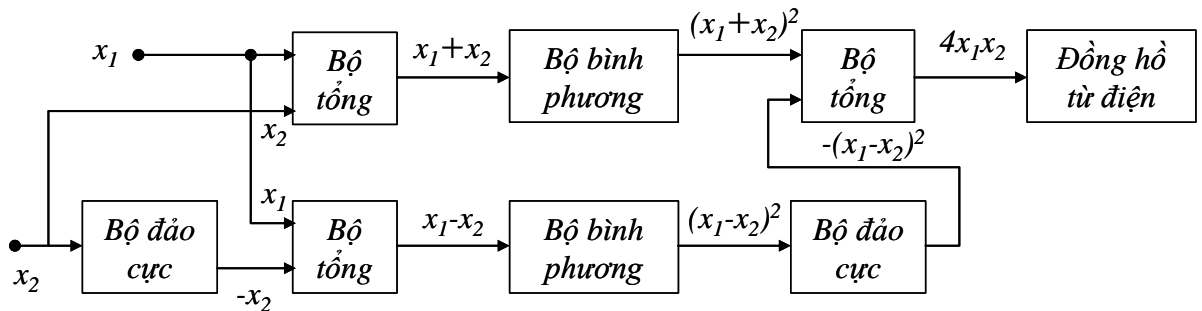 (x₁+x₂)²
x₁
Bộ
tổng
x₁+x₂
Bộ bình
phương
Bộ
tổng
4x₁x₂
Đồng hồ
từ điện
x₂
-(x₁-x₂)²
x₁
x₂
Bộ đảo
cực
-x₂
Bộ
tổng
x₁-x₂
Bộ bình
phương
(x₁-x₂)²
Bộ đảo
cực